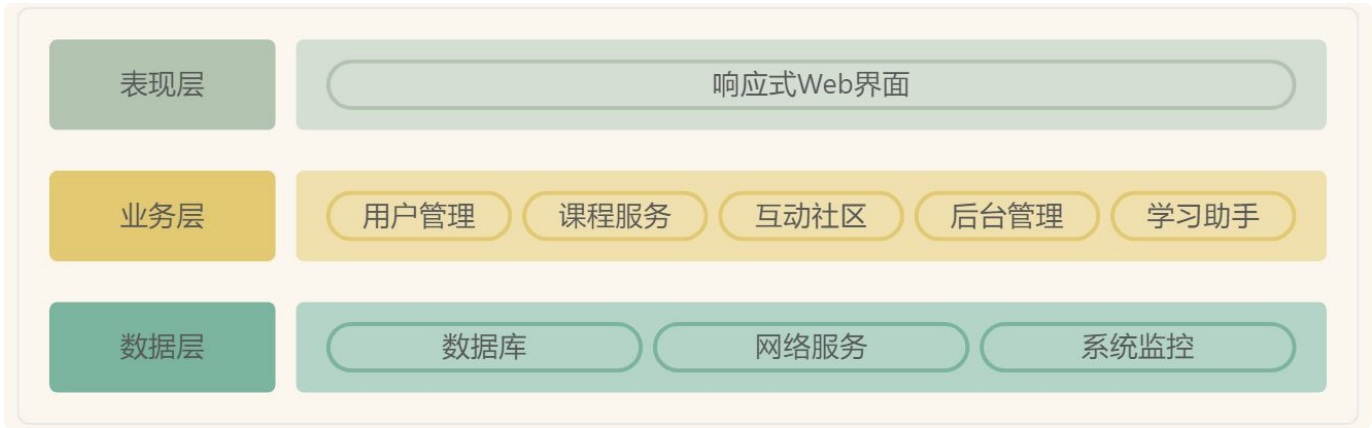 表现层 响应式Web界面
业务层 用户管理 课程服务 互动社区 后台管理 学习助手
数据层 数据库 网络服务 系统监控